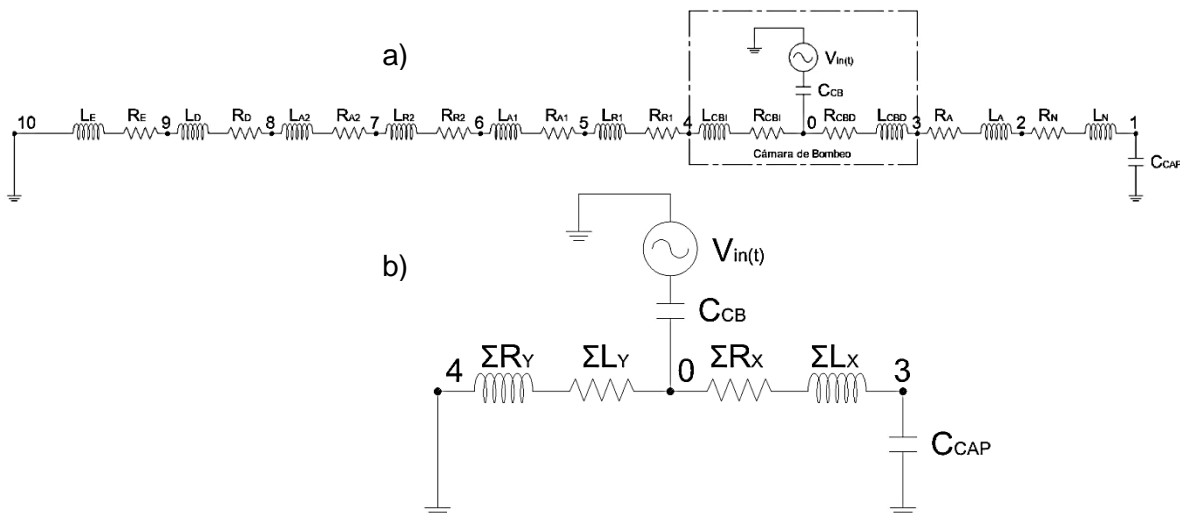 a)
Vin(t)
CCB
10 LE RE 9 LD RD 8 LA2 RA2 7 LR2 RR2 6 LA1 RA1 5 LR1 RR1 4 LCBI RCBI 0 RCBD LCBD 3 RA LA 2 RN LN 1
Cãmara de Bombeo
CCAP
b)
Vin(t)
CCB
4 ΣRY ΣLY 0 ΣRX ΣLX 3
CCAP